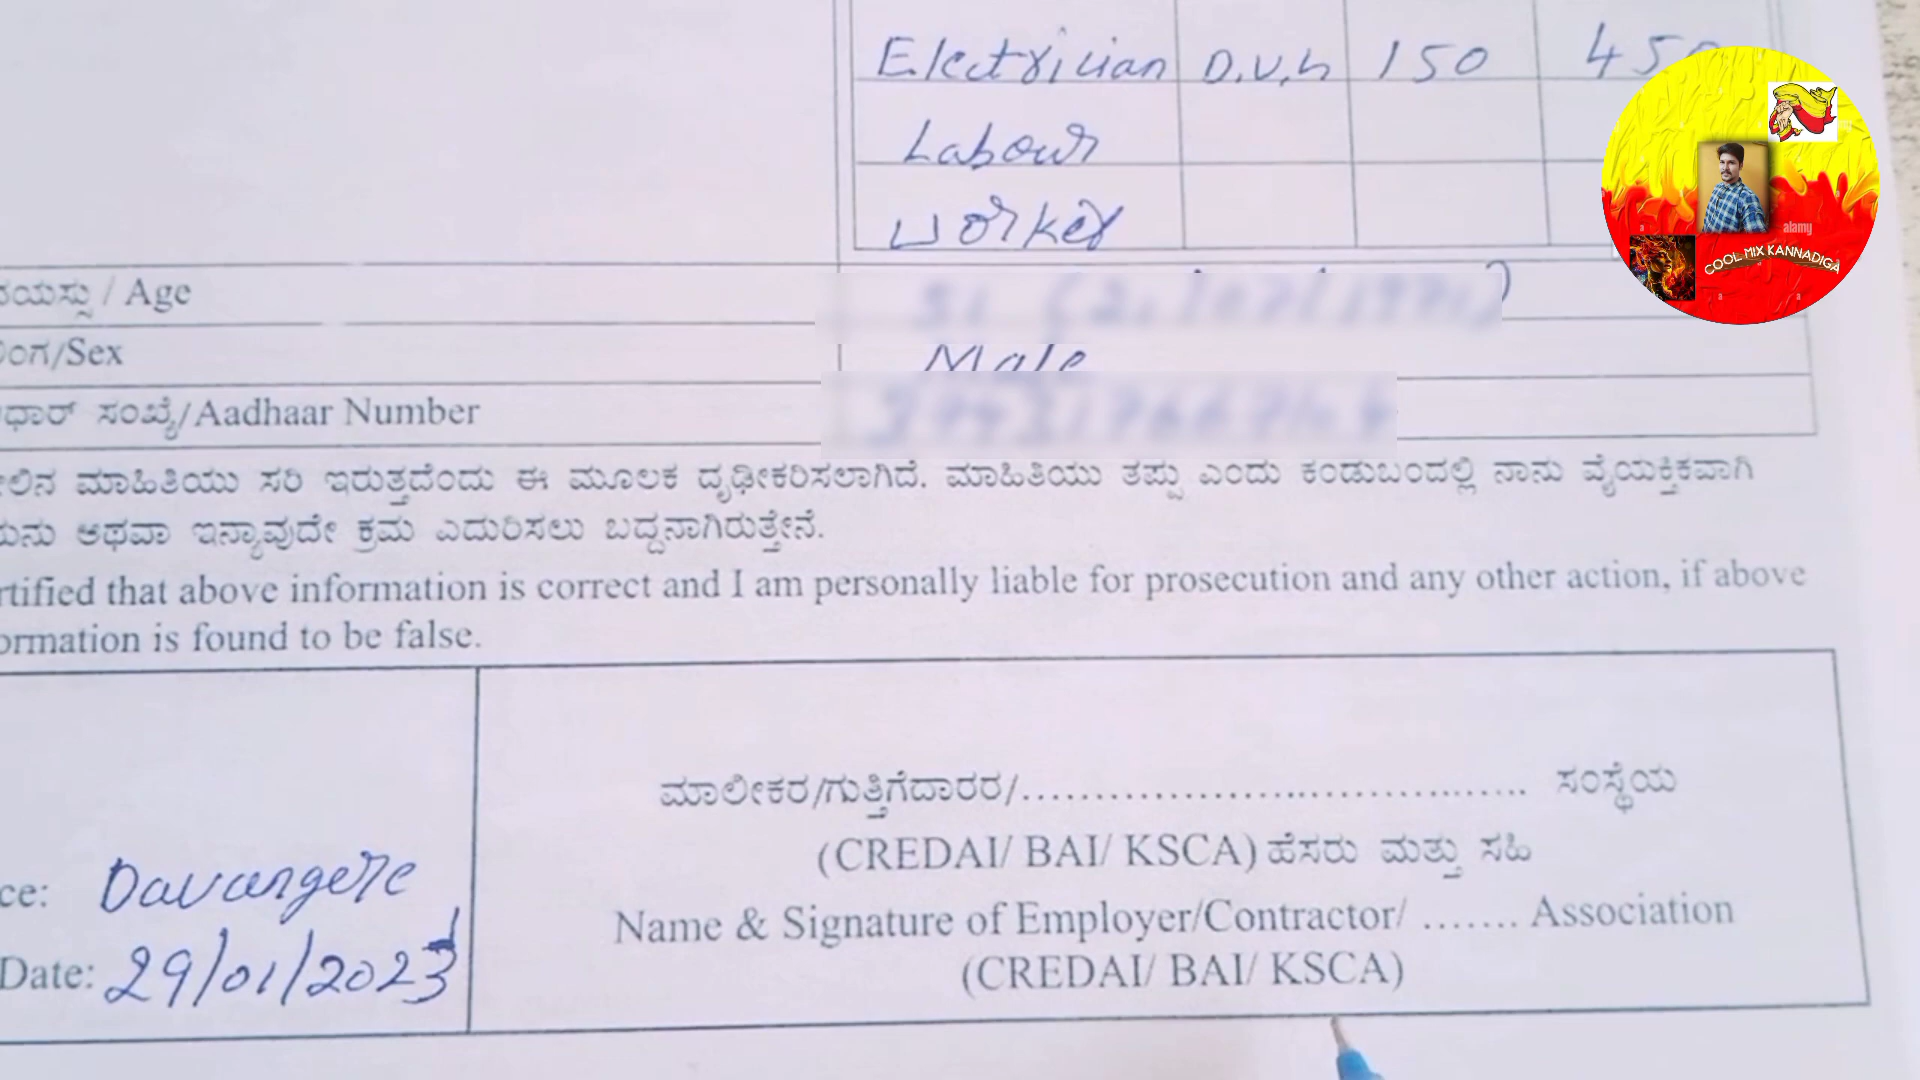 Electrician D.V.G 150 450
Labour
Worker
/ Age
/Sex Male
ಸಂಖ್ಯೆ/Aadhaar Number
ಮಾಹಿತಿಯು ಸರಿ ಇರುತ್ತದೆಂದು ಈ ಮೂಲಕ ದೃಢೀಕರಿಸಲಾಗಿದೆ. ಮಾಹಿತಿಯು ತಪ್ಪು ಎಂದು ಕಂಡುಬಂದಲ್ಲಿ ನಾನು ವೈಯಕ್ತಿಕವಾಗಿ
ಅಥವಾ ಇನ್ಯಾವುದೇ ಕ್ರಮ ಎದುರಿಸಲು ಬದ್ದನಾಗಿರುತ್ತೇನೆ.
rtified that above information is correct and I am personally liable for prosecution and any other action, if above
ormation is found to be false.
ಮಾಲೀಕರ/ಗುತ್ತಿಗೆದಾರರ/........................................ ಸಂಸ್ಥೆಯ
(CREDAI/ BAI/ KSCA) ಹೆಸರು ಮತ್ತು ಸಹಿ
Name & Signature of Employer/Contractor/ ....... Association
(CREDAI/ BAI/ KSCA)
ce: Davangere
Date: 29/01/2023
COOL MIX KANNADIGA
alamy